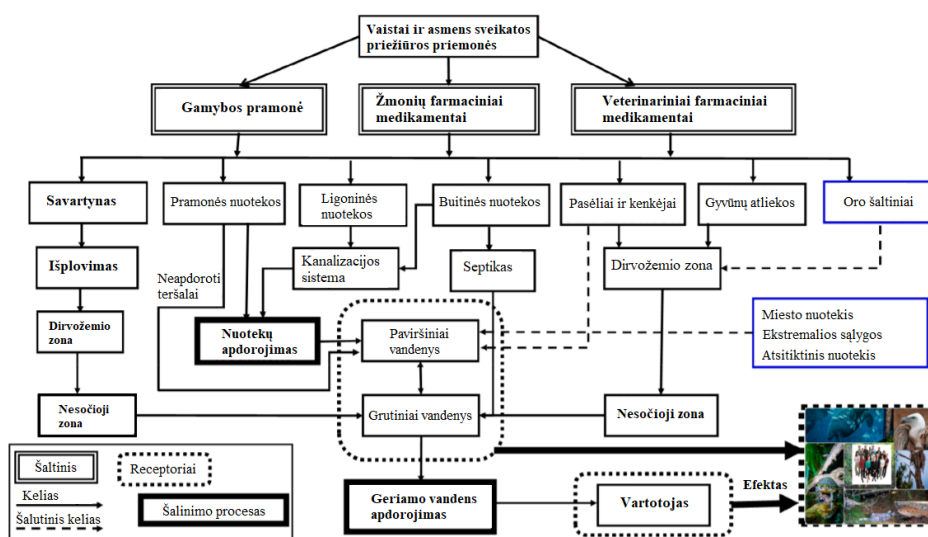 Vaistai ir asmens sveikatos
priežiūros priemonės
Gamybos pramonė
Žmonių farmaciniai
medikamentai
Veterinariniai farmaciniai
medikamentai
Savartynas
Pramonės nuotekos
Ligoninės
nuotekos
Buitinės nuotekos
Pasėliai ir kenkėjai
Gyvūnų atliekos
Oro šaltiniai
Išplovimas
Neapdoroti
teršalai
Kanalizacijos
sistema
Septikas
Dirvožemio zona
Dirvožemio
zona
Nuotekų
apdorojimas
Paviršiniai
vandenys
Miesto nuotekis
Ekstremalios sąlygos
Atsitiktinis nuotekis
Nesočioji
zona
Grutiniai vandenys
Nesočioji zona
Šaltinis
Receptoriai
Kelias
Šalutinis kelias
Šalinimo procesas
Geriamo vandens
apdorojimas
Vartotojas
Efektas